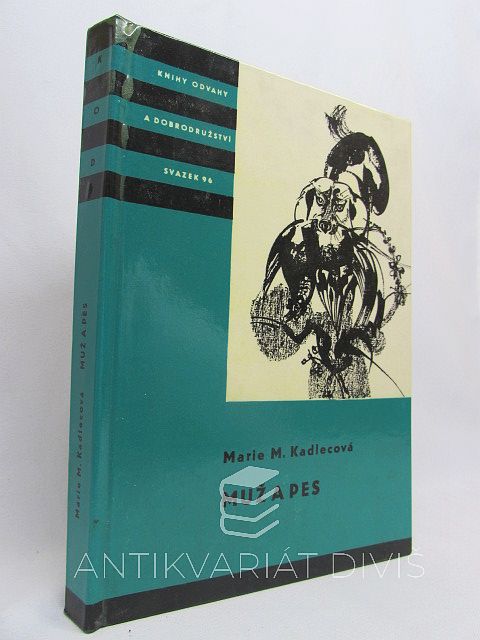 KNIHY ODVAHY
A DOBRODRUŽSTVÍ
SVAZEK 96
K
O
D
Marie M. Kadlecová
MUŽ A PES
Marie M. Kadlecová MUŽ A PES
ANTIKVARIÁT DIVIŠ